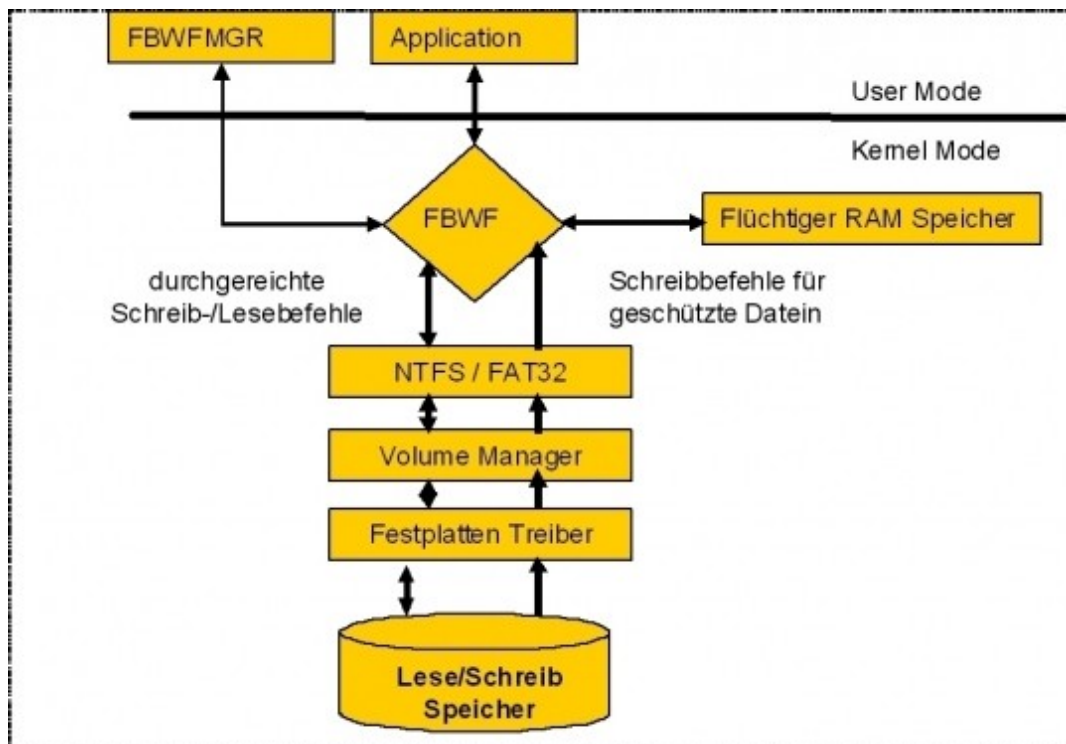 FBWFMGR
Application
User Mode
Kernel Mode
FBWF
Flüchtiger RAM Speicher
durchgereichte
Schreib-/Lesebefehle
Schreibbefehle für
geschützte Datein
NTFS / FAT32
Volume Manager
Festplatten Treiber
Lese/Schreib
Speicher